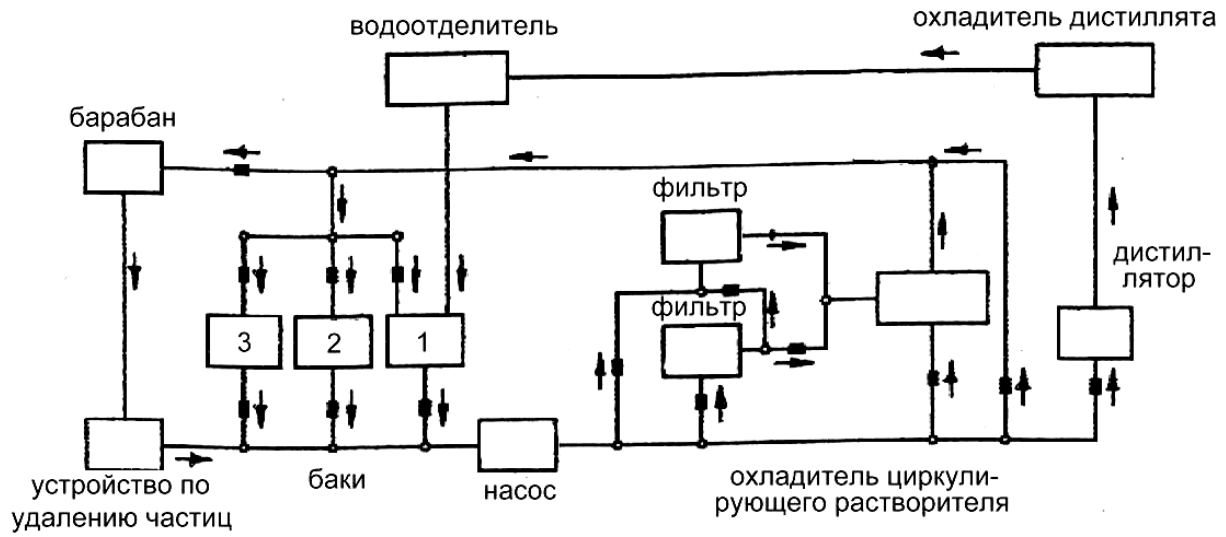 охладитель дистиллята
водоотделитель
барабан
фильтр
дистил-
лятор
фильтр
3
2
1
устройство по
удалению частиц
баки
насос
охладитель циркули-
рующего растворителя